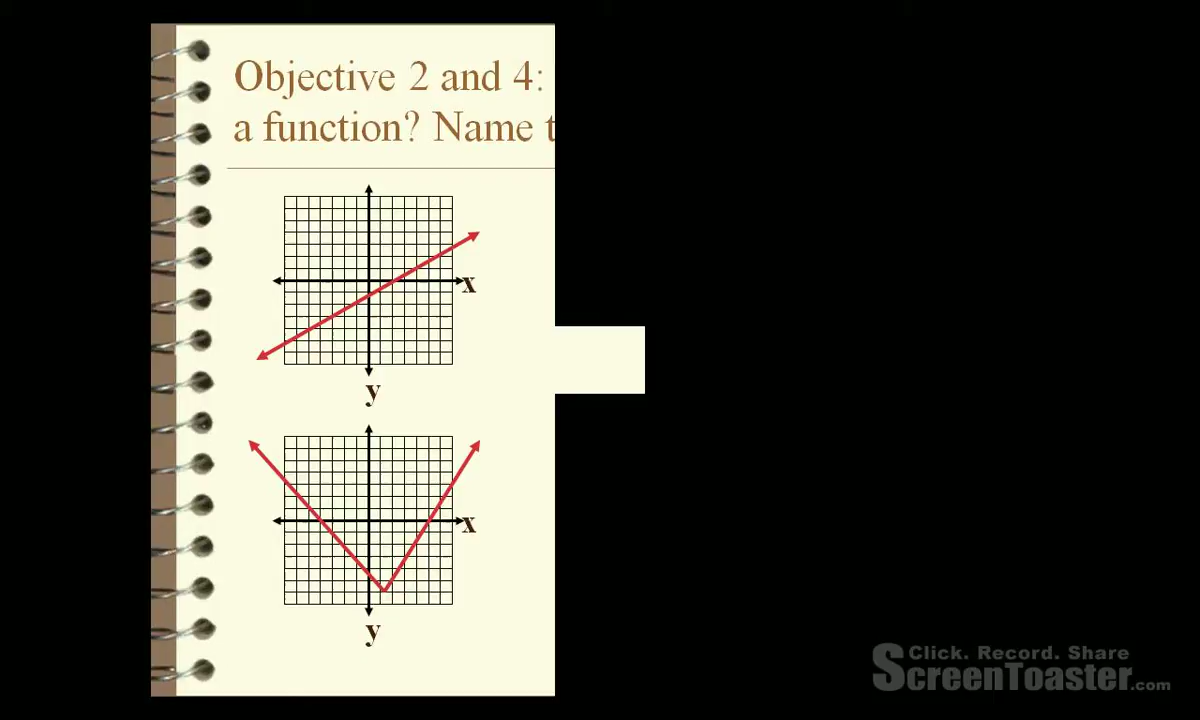 Objective 2 and 4:
a function? Name t
x
y
x
y
Click. Record. Share
ScreenToaster.com